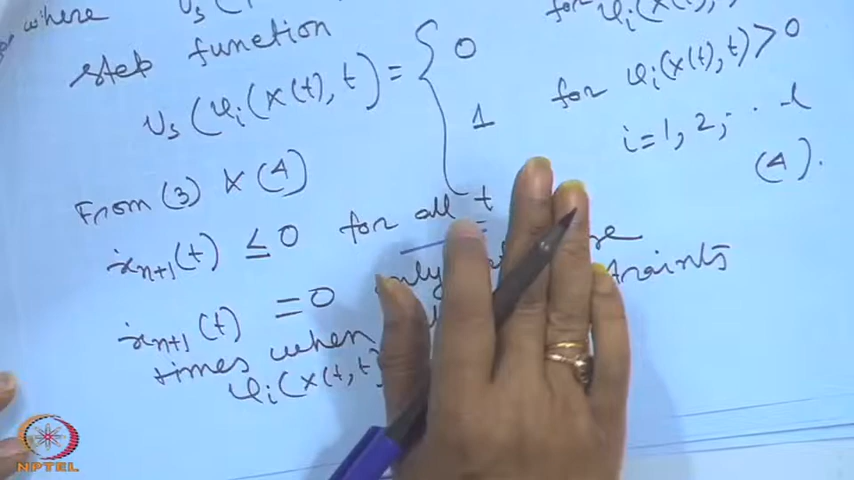 where
step function
U_s(ψ_i(x(t), t) = { 0 for ψ_i(x(t), t) > 0
1
i = 1, 2, . . l
(4).
From (3) & (4)
ẋ_{n+1}(t) ≤ 0 for all t
ẋ_{n+1}(t) = 0 only
times when
ψ_i(x(t), t)
NPTEL